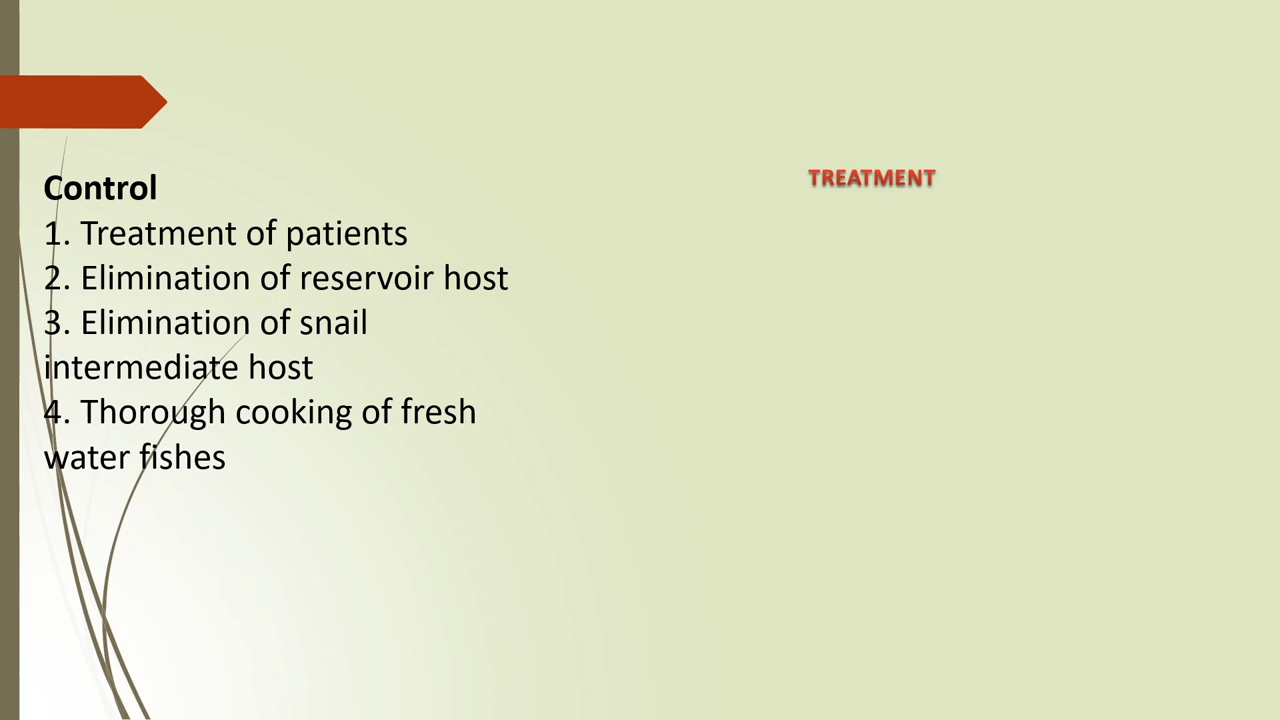 Control
1. Treatment of patients
2. Elimination of reservoir host
3. Elimination of snail
intermediate host
4. Thorough cooking of fresh
water fishes
TREATMENT